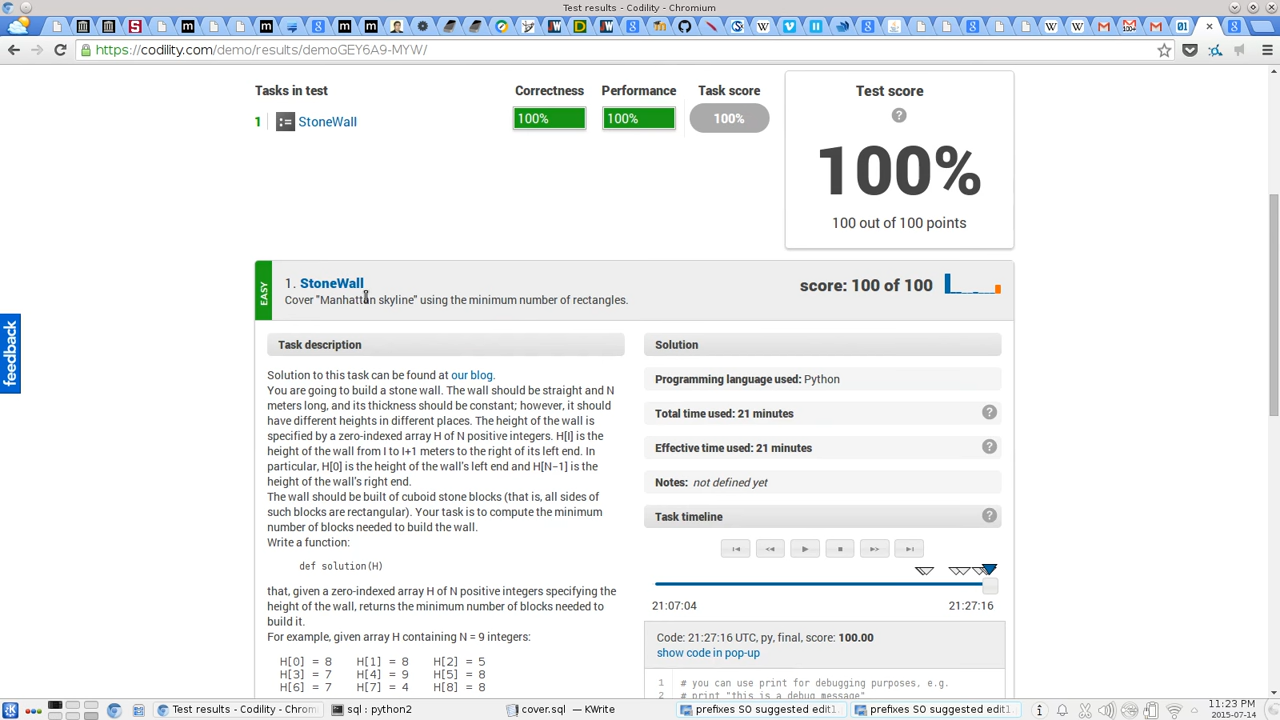 Test results - Codility - Chromium
https://codility.com/demo/results/demoGEY6A9-MYW/
Tasks in test
Correctness
Performance
Task score
1
StoneWall
100%
100%
100%
Test score
?
100%
100 out of 100 points
EASY
1. StoneWall
Cover "Manhattan skyline" using the minimum number of rectangles.
score: 100 of 100
feedback
Task description
Solution to this task can be found at our blog.
You are going to build a stone wall. The wall should be straight and N
meters long, and its thickness should be constant; however, it should
have different heights in different places. The height of the wall is
specified by a zero-indexed array H of N positive integers. H[I] is the
height of the wall from I to I+1 meters to the right of its left end. In
particular, H[0] is the height of the wall's left end and H[N−1] is the
height of the wall's right end.
The wall should be built of cuboid stone blocks (that is, all sides of
such blocks are rectangular). Your task is to compute the minimum
number of blocks needed to build the wall.
Write a function:
def solution(H)
that, given a zero-indexed array H of N positive integers specifying the
height of the wall, returns the minimum number of blocks needed to
build it.
For example, given array H containing N = 9 integers:
H[0] = 8 H[1] = 8 H[2] = 5
H[3] = 7 H[4] = 9 H[5] = 8
H[6] = 7 H[7] = 4 H[8] = 8
Solution
Programming language used: Python
Total time used: 21 minutes
?
Effective time used: 21 minutes
?
Notes: not defined yet
Task timeline
?
21:07:04
21:27:16
Code: 21:27:16 UTC, py, final, score: 100.00
show code in pop-up
1 # you can use print for debugging purposes, e.g.
2 # print "this is a debug message"
Test results - Codility - Chrom
sql : python2
cover.sql — KWrite
prefixes SO suggested edit1
prefixes SO suggested edit1
11:23 PM
2015-07-14